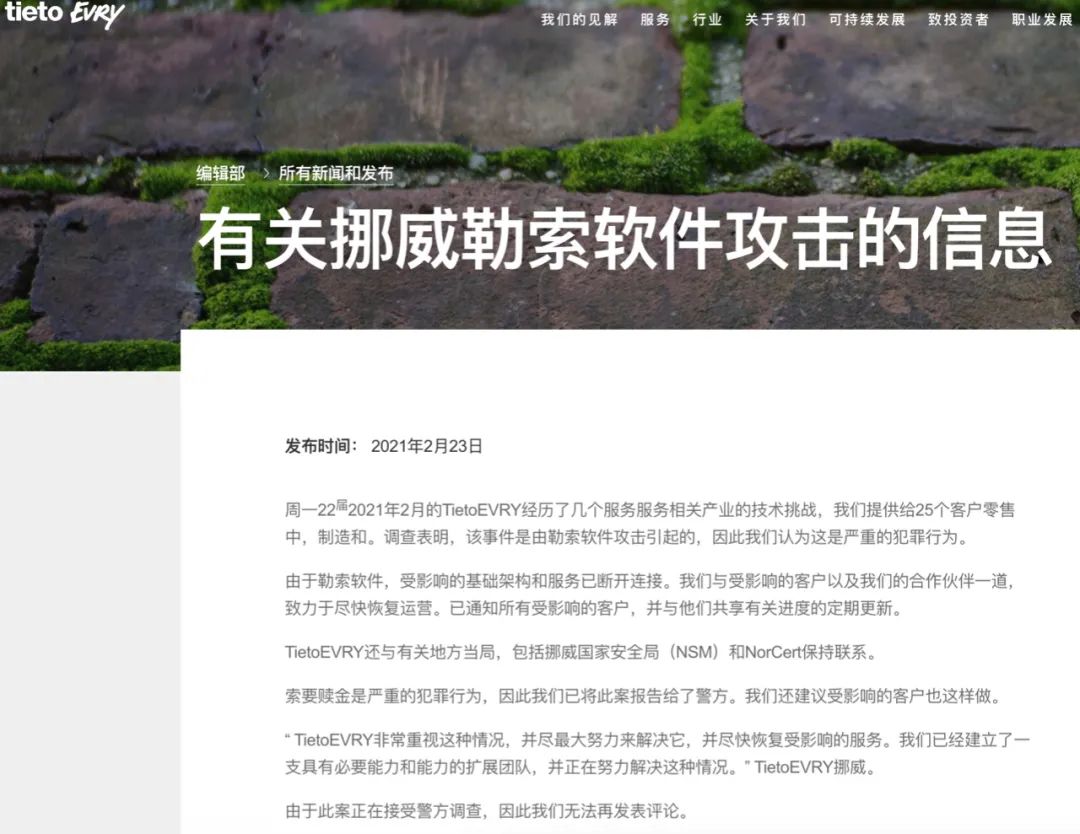 tieto EVRY
我们的见解 服务 行业 关于我们 可持续发展 致投资者 职业发展
编辑部 > 所有新闻和发布
有关挪威勒索软件攻击的信息
发布时间： 2021年2月23日
周一22届2021年2月的TietoEVRY经历了几个服务服务相关产业的技术挑战，我们提供给25个客户零售
中，制造和。调查表明，该事件是由勒索软件攻击引起的，因此我们认为这是严重的犯罪行为。
由于勒索软件，受影响的基础架构和服务已断开连接。我们与受影响的客户以及我们的合作伙伴一道，
致力于尽快恢复运营。已通知所有受影响的客户，并与他们共享有关进度的定期更新。
TietoEVRY还与有关地方当局，包括挪威国家安全局（NSM）和NorCert保持联系。
索要赎金是严重的犯罪行为，因此我们已将此案报告给了警方。我们还建议受影响的客户也这样做。
“ TietoEVRY非常重视这种情况，并尽最大努力来解决它，并尽快恢复受影响的服务。我们已经建立了一
支具有必要能力和能力的扩展团队，并正在努力解决这种情况。” TietoEVRY挪威。
由于此案正在接受警方调查，因此我们无法再发表评论。